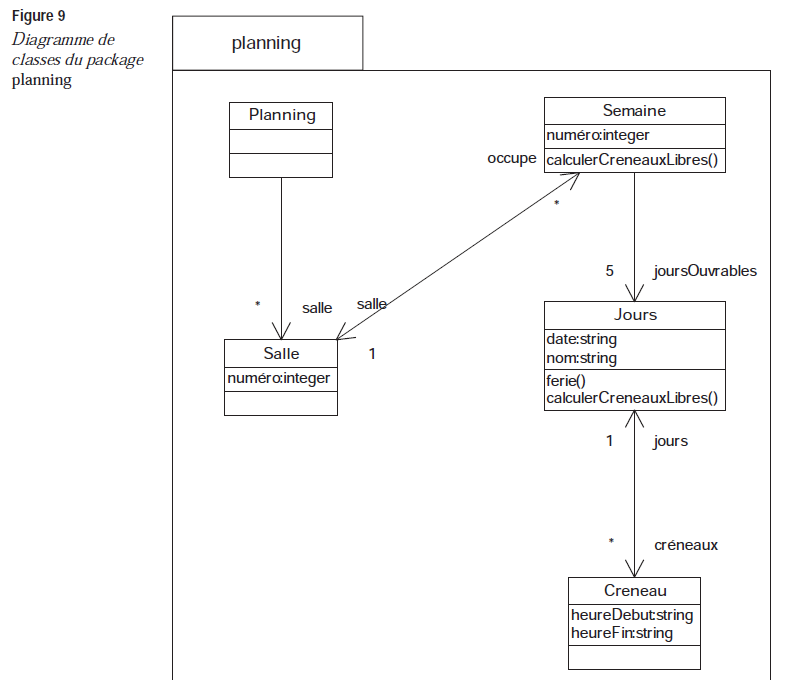 Figure 9
Diagramme de
classes du package
planning
planning
Planning
Semaine
numéro:integer
calculerCreneauxLibres()
occupe
*
5
joursOuvrables
*
salle
salle
1
Salle
numéro:integer
Jours
date:string
nom:string
ferie()
calculerCreneauxLibres()
1
jours
*
créneaux
Creneau
heureDebut:string
heureFin:string